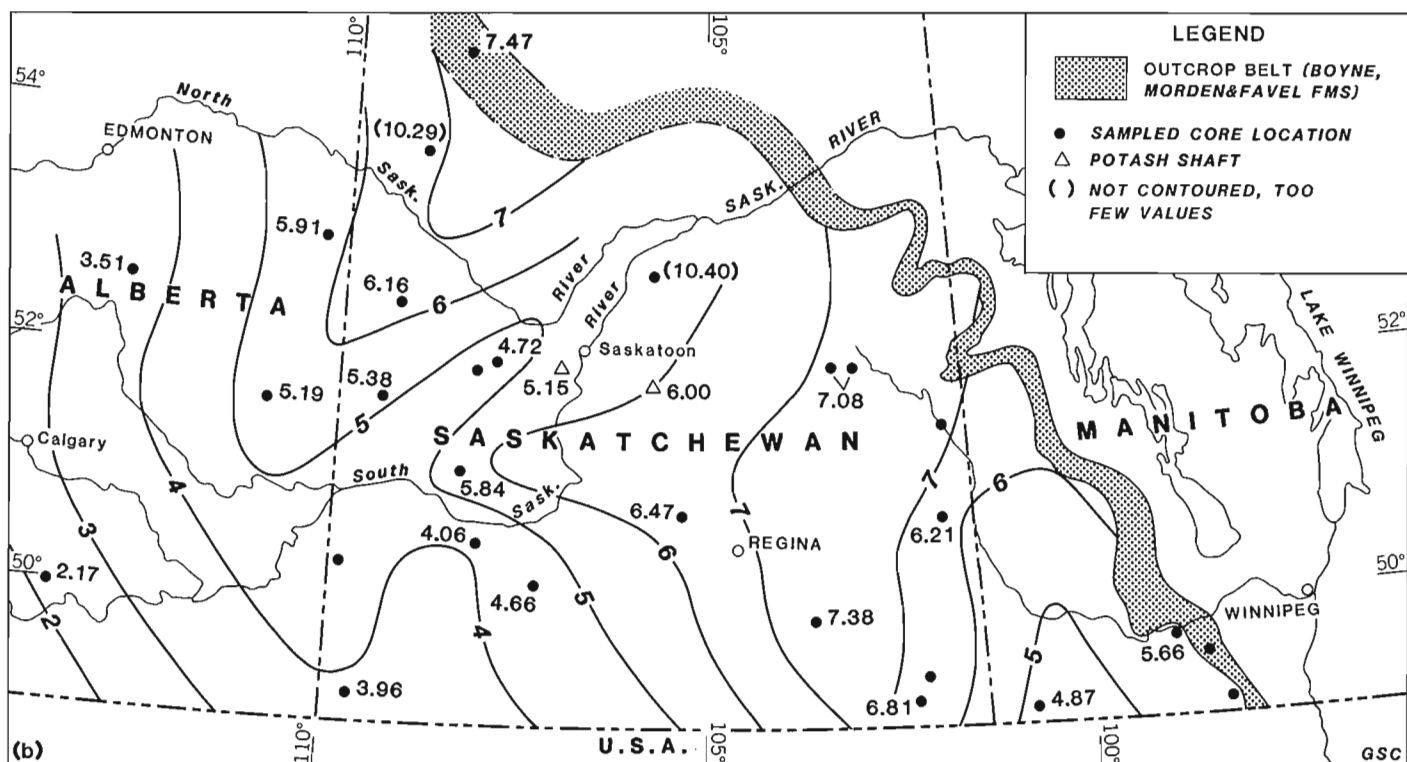 110°
105°
LEGEND
OUTCROP BELT (BOYNE,
MORDEN&FAVEL FMS)
SAMPLED CORE LOCATION
POTASH SHAFT
( ) NOT CONTOURED, TOO
FEW VALUES
7.47
54°
North
EDMONTON
(10.29)
Sask.
RIVER
SASK.
7
5.91
3.51
ALBERTA
6.16
6
River
River
(10.40)
LAKE WINNIPEG
52°
52°
4.72
Saskatoon
5.15
6.00
7.08
5.19
5.38
5
SASKATCHEWAN
MANITOBA
Calgary
4
South
Sask.
5.84
7
7
6
6.47
6.21
3
4.06
REGINA
6
50°
50°
2.17
4.66
5
WINNIPEG
2
4
7.38
5
5.66
3.96
6.81
4.87
(b)
110°
U.S.A.
105°
100°
GSC